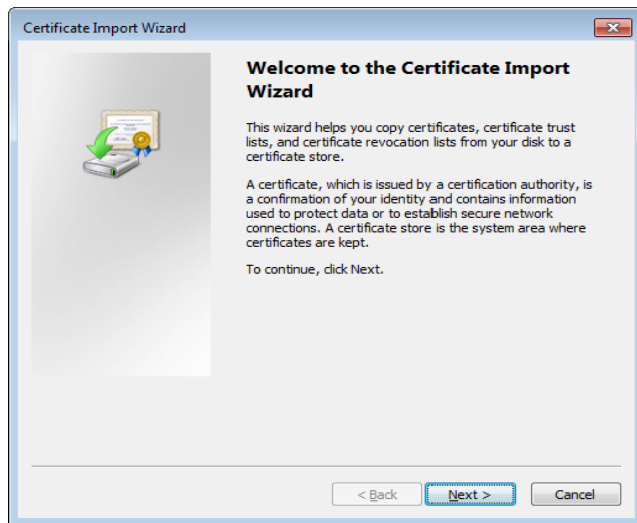 Certificate Import Wizard
Welcome to the Certificate Import
Wizard
This wizard helps you copy certificates, certificate trust
lists, and certificate revocation lists from your disk to a
certificate store.
A certificate, which is issued by a certification authority, is
a confirmation of your identity and contains information
used to protect data or to establish secure network
connections. A certificate store is the system area where
certificates are kept.
To continue, click Next.
< Back Next > Cancel